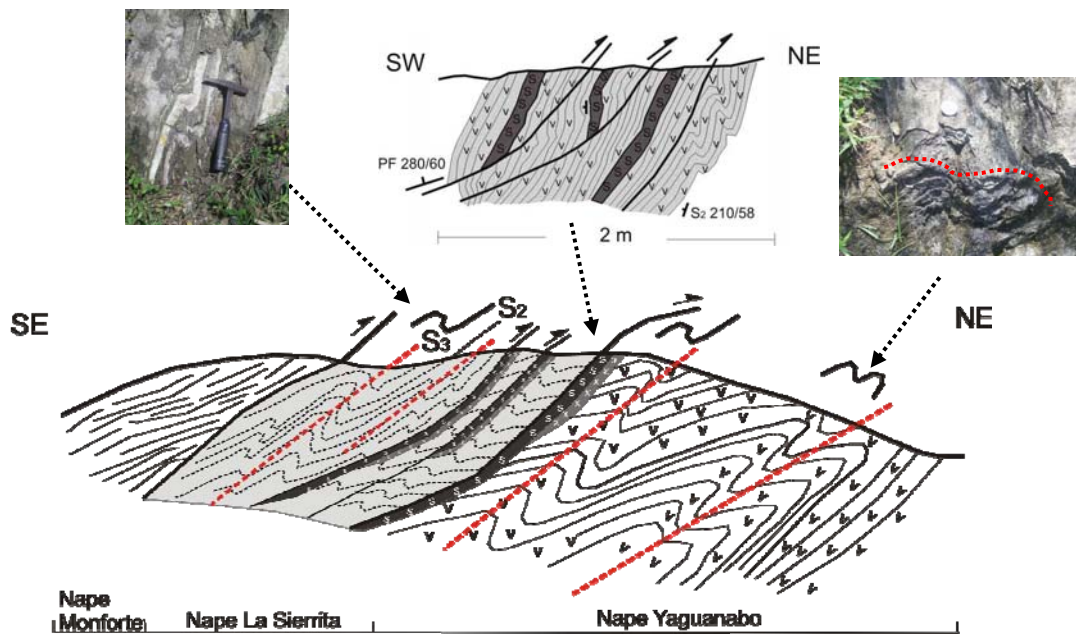 SW
NE
PF 280/60
S2 210/58
2 m
SE
S2
S3
NE
Nape
Monforte
Nape La Sierrita
Nape Yaguanabo